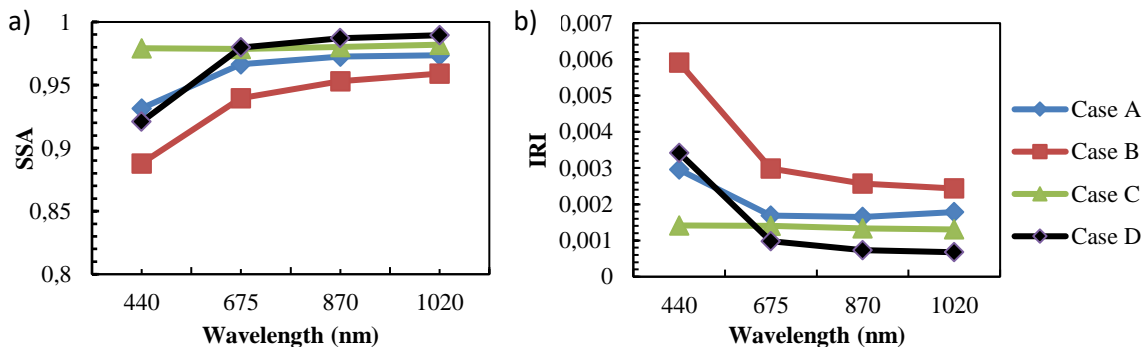 a)
1
0,95
0,9
0,85
0,8
SSA
440 675 870 1020
Wavelength (nm)
b)
0,007
0,006
0,005
0,004
0,003
0,002
0,001
0
IRI
440 675 870 1020
Wavelength (nm)
Case A
Case B
Case C
Case D